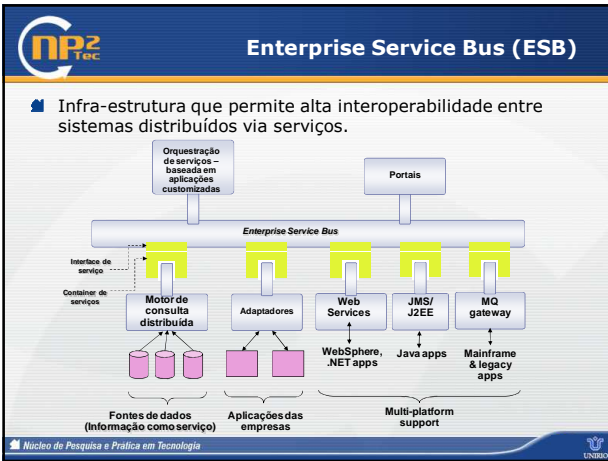 NP2
Tec
Enterprise Service Bus (ESB)
Infra-estrutura que permite alta interoperabilidade entre
sistemas distribuídos via serviços.
Orquestração
de serviços –
baseada em
aplicações
customizadas
Portais
Enterprise Service Bus
Interface de
serviço
Container de
serviços
Motor de
consulta
distribuída
Adaptadores
Web
Services
JMS/
J2EE
MQ
gateway
WebSphere,
.NET apps
Java apps
Mainframe
& legacy
apps
Fontes de dados
(Informação como serviço)
Aplicações das
empresas
Multi-platform
support
Núcleo de Pesquisa e Prática em Tecnologia
UNIRIO